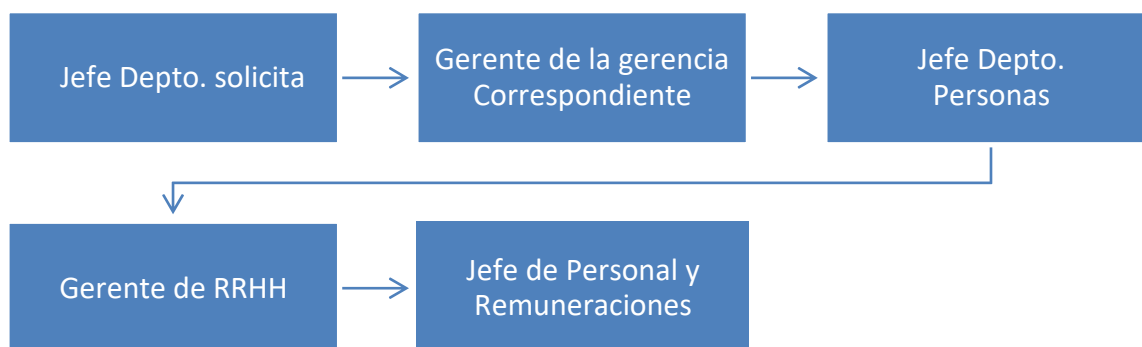 Jefe Depto. solicita
Gerente de la gerencia
Correspondiente
Jefe Depto.
Personas
Gerente de RRHH
Jefe de Personal y
Remuneraciones